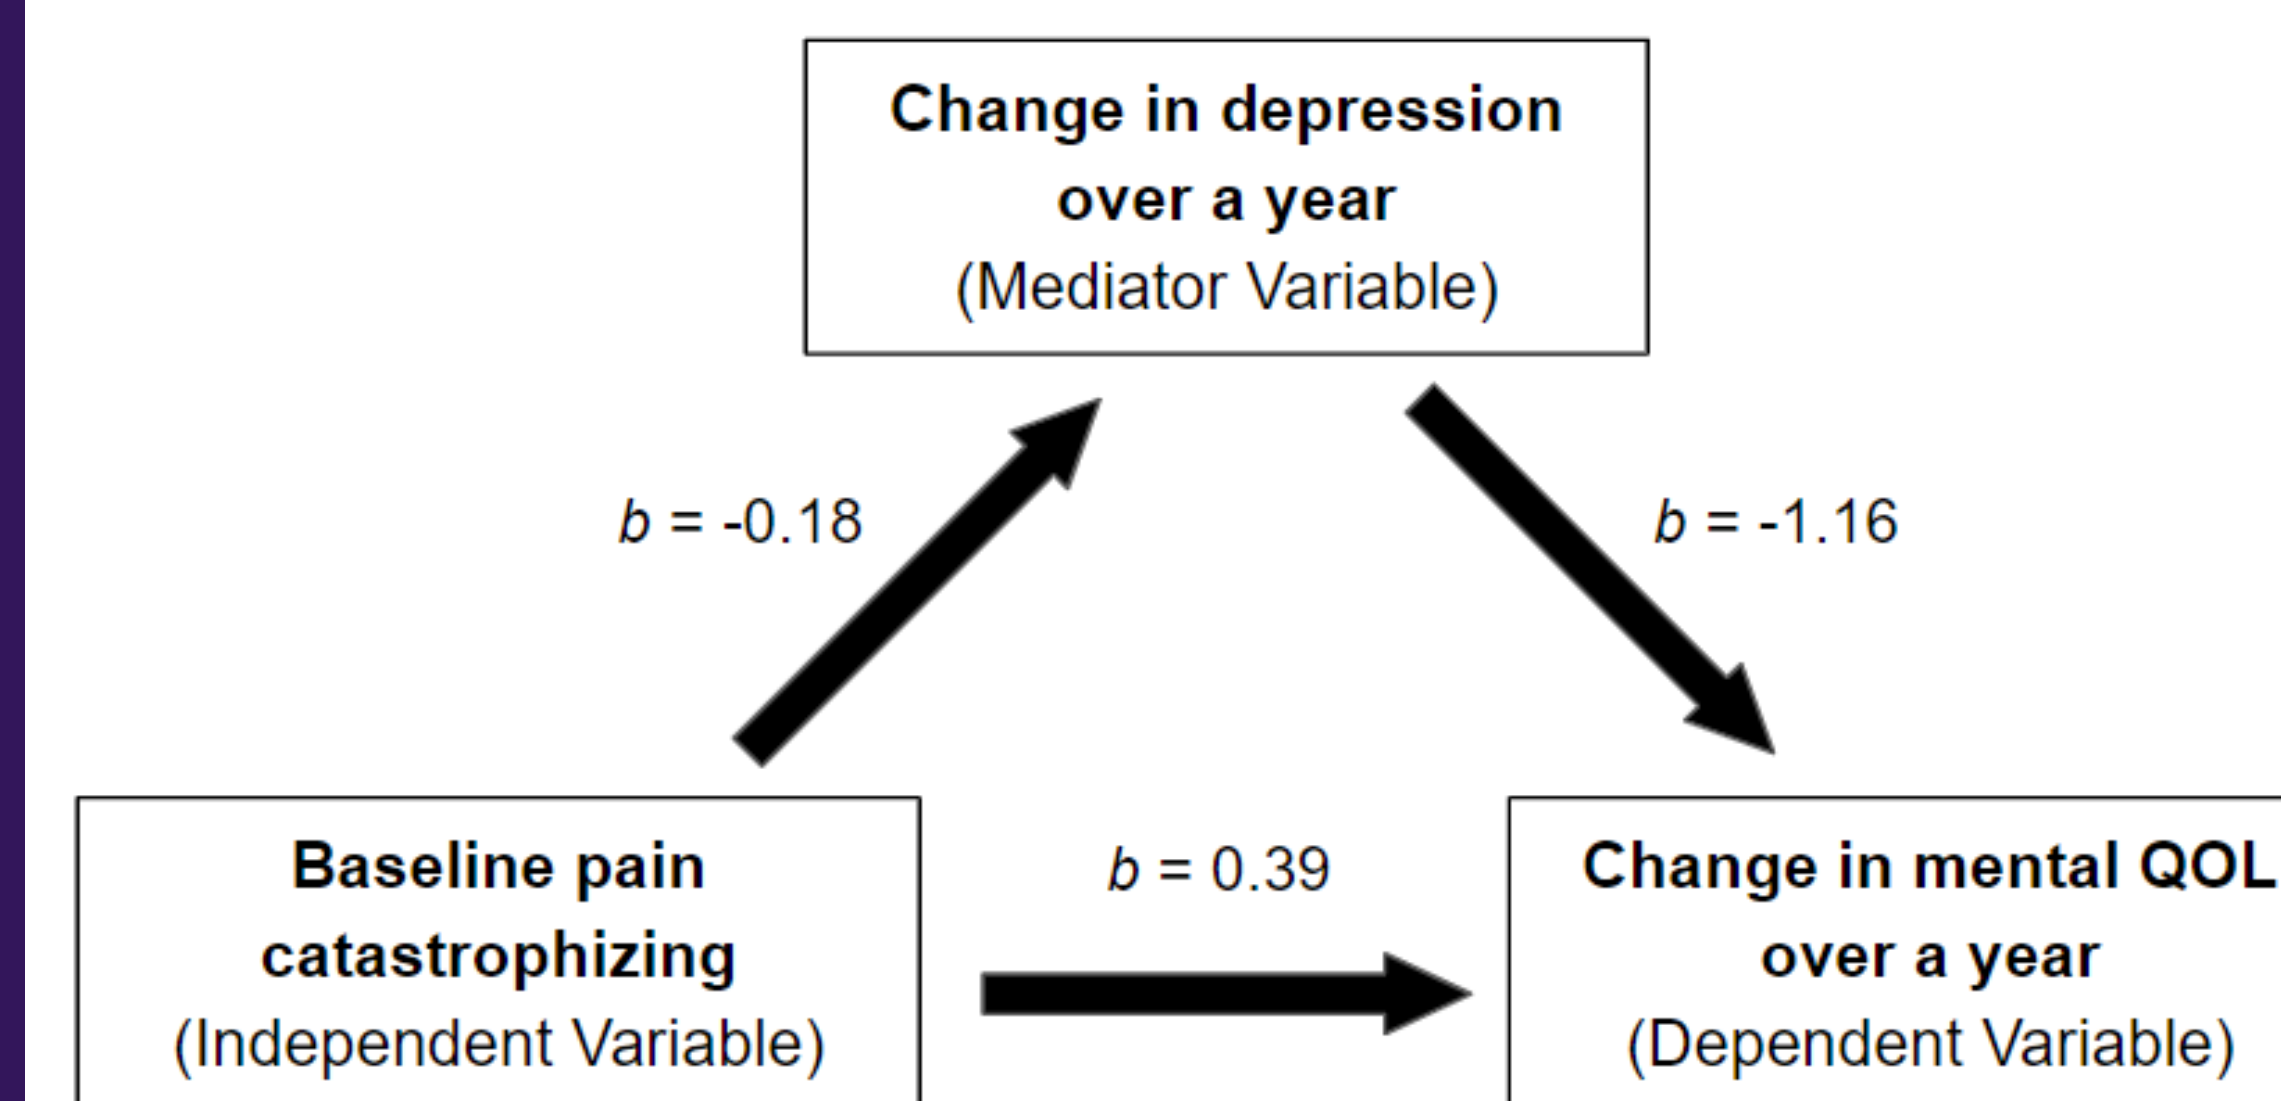 Change in depression
over a year
(Mediator Variable)
b = -0.18
b = -1.16
Baseline pain
catastrophizing
(Independent Variable)
b = 0.39
Change in mental QOL
over a year
(Dependent Variable)